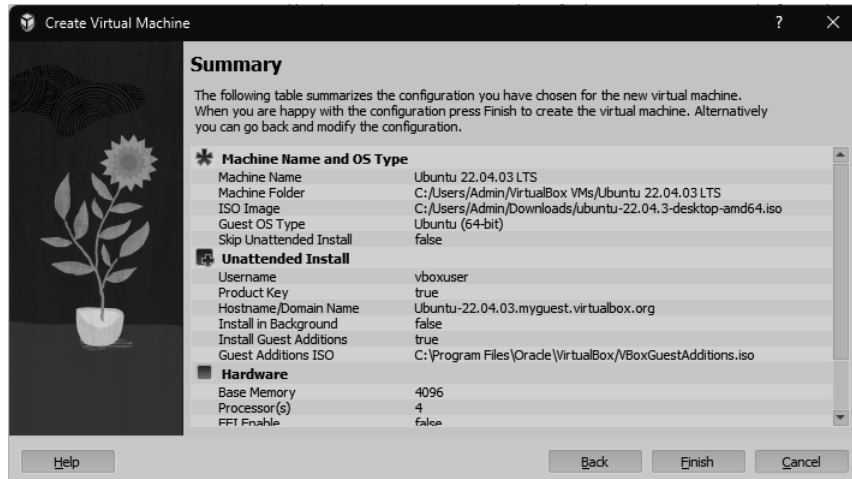 Create Virtual Machine ? ×
Summary
The following table summarizes the configuration you have chosen for the new virtual machine.
When you are happy with the configuration press Finish to create the virtual machine. Alternatively
you can go back and modify the configuration.
Machine Name and OS Type
Machine Name Ubuntu 22.04.03 LTS
Machine Folder C:/Users/Admin/VirtualBox VMs/Ubuntu 22.04.03 LTS
ISO Image C:/Users/Admin/Downloads/ubuntu-22.04.3-desktop-amd64.iso
Guest OS Type Ubuntu (64-bit)
Skip Unattended Install false
Unattended Install
Username vboxuser
Product Key true
Hostname/Domain Name Ubuntu-22.04.03.myguest.virtualbox.org
Install in Background false
Install Guest Additions true
Guest Additions ISO C:\Program Files\Oracle\VirtualBox/VBoxGuestAdditions.iso
Hardware
Base Memory 4096
Processor(s) 4
EFI Enable false
Help Back Finish Cancel